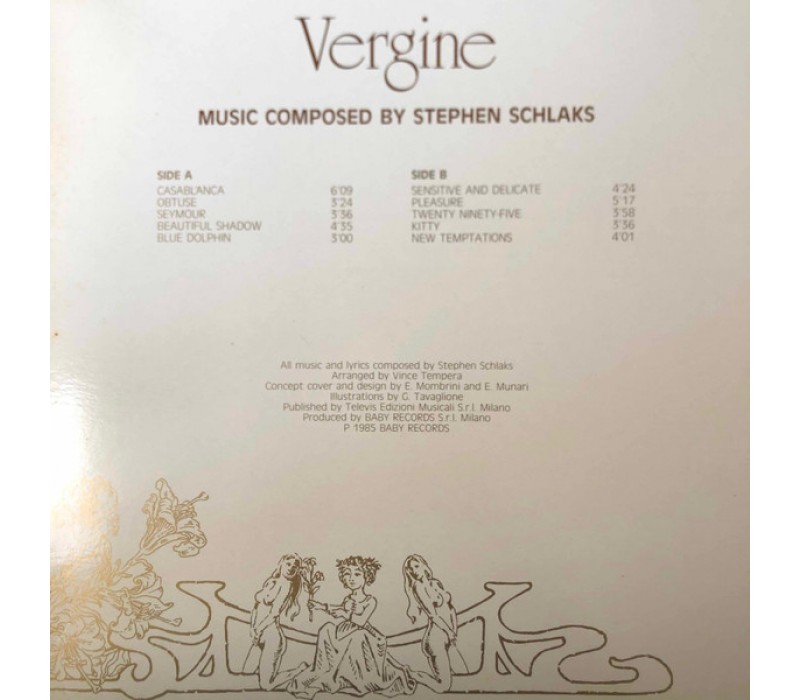 Vergine
MUSIC COMPOSED BY STEPHEN SCHLAKS
SIDE A
CASABLANCA 6'09
OBTUSE 3'24
SEYMOUR 3'36
BEAUTIFUL SHADOW 4'35
BLUE DOLPHIN 3'00
SIDE B
SENSITIVE AND DELICATE 4'24
PLEASURE 5'17
TWENTY NINETY-FIVE 3'58
KITTY 3'36
NEW TEMPTATIONS 4'01
All music and lyrics composed by Stephen Schlaks
Arranged by Vince Tempera
Concept cover and design by E. Mombrini and E. Munari
Illustrations by G. Tavaglione
Published by Televis Edizioni Musicali S.r.l. Milano
Produced by BABY RECORDS S.r.l. Milano
P 1985 BABY RECORDS